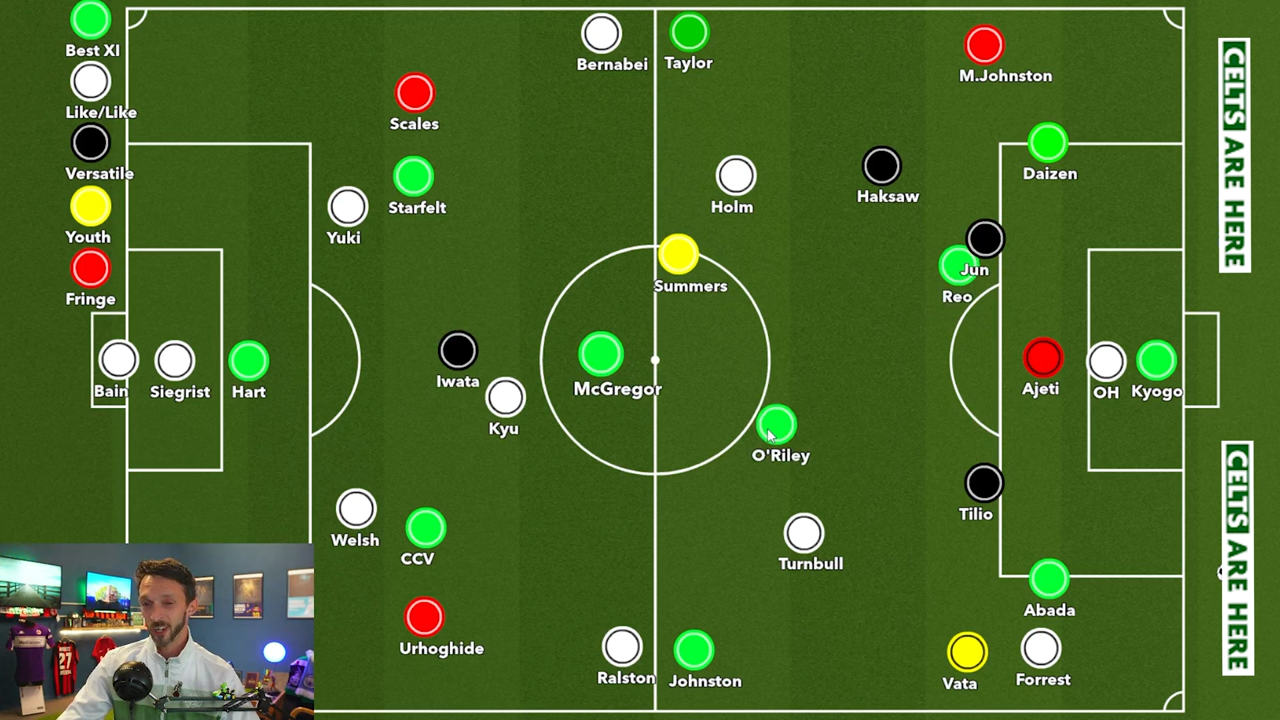 Best XI
Like/Like
Versatile
Youth
Fringe
Bernabei
Taylor
M.Johnston
Scales
Starfelt
Yuki
Holm
Haksaw
Daizen
Summers
Jun
Reo
Bain
Siegrist
Hart
Iwata
Kyu
McGregor
O'Riley
Ajeti
OH
Kyogo
Tilio
Welsh
CCV
Turnbull
Abada
Urhoghide
Ralston
Johnston
Vata
Forrest
CELTS ARE HERE
CELTS ARE HERE
27